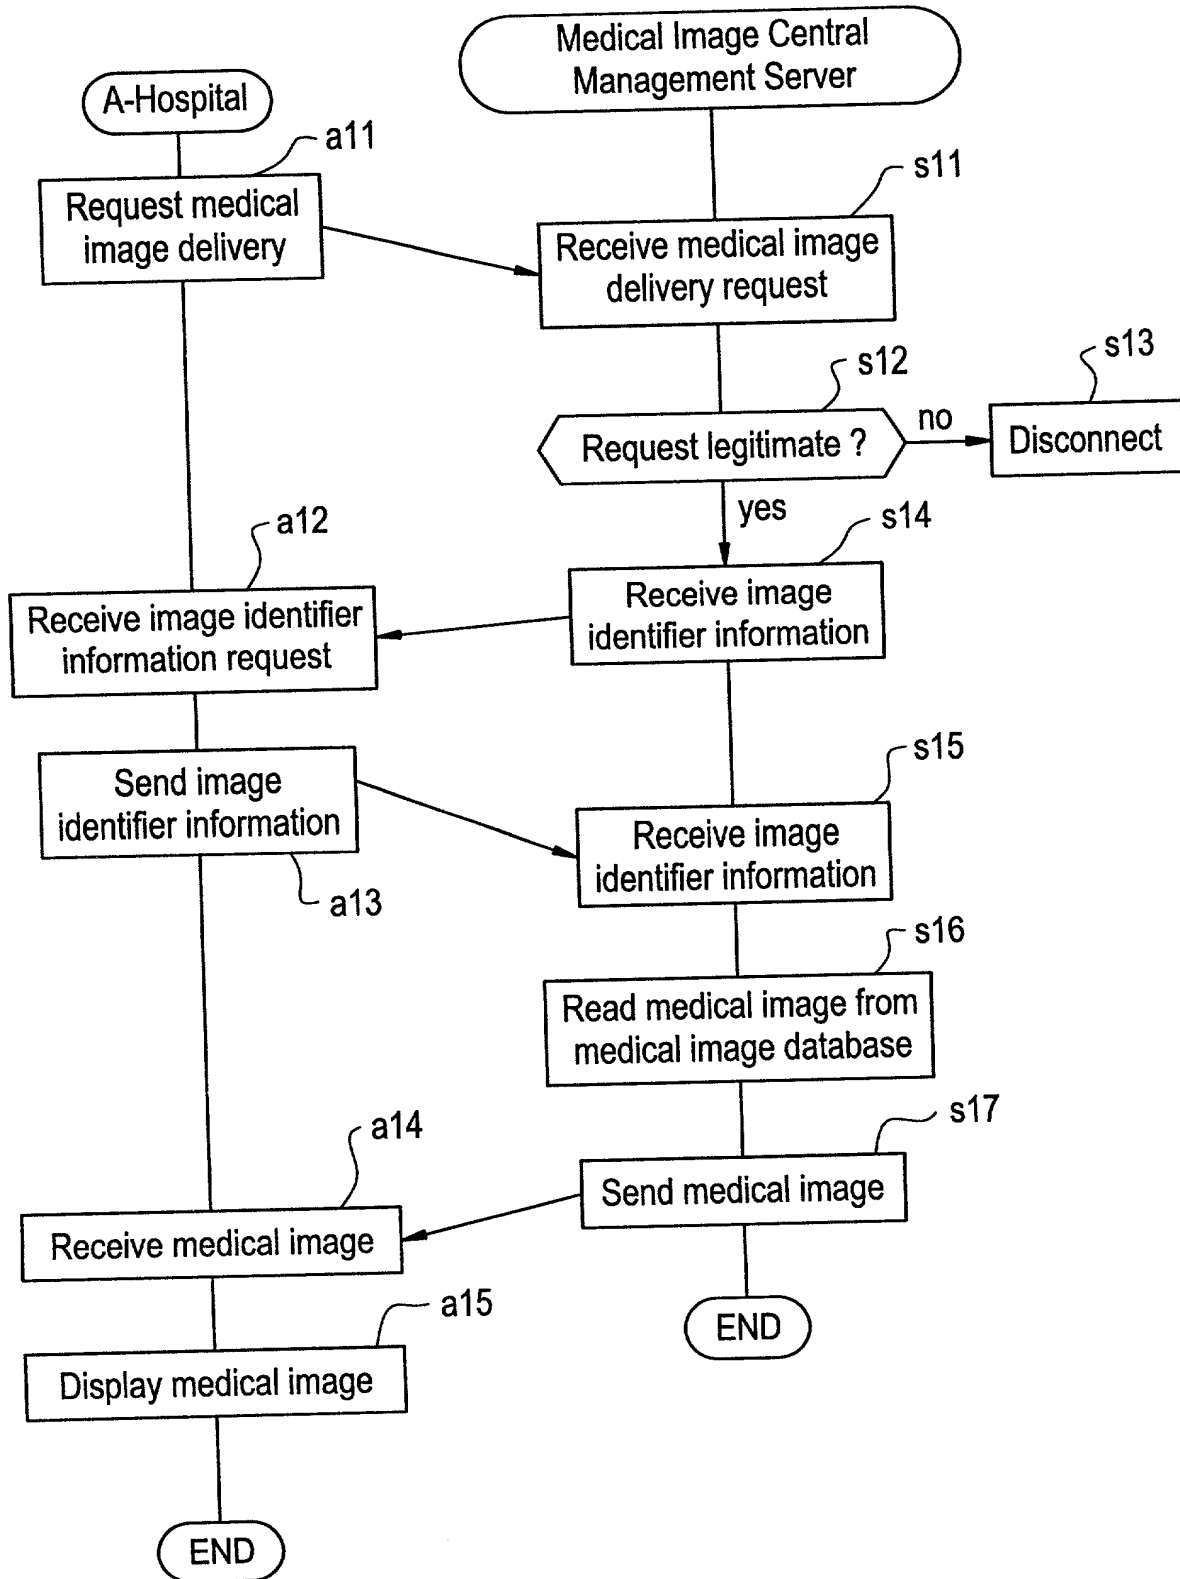 Medical Image Central
Management Server
A-Hospital
a11
Request medical
image delivery
s11
Receive medical image
delivery request
s12
Request legitimate ?
no
s13
Disconnect
yes
s14
Receive image
identifier information
a12
Receive image identifier
information request
Send image
identifier information
a13
s15
Receive image
identifier information
s16
Read medical image from
medical image database
s17
Send medical image
a14
Receive medical image
a15
Display medical image
END
END